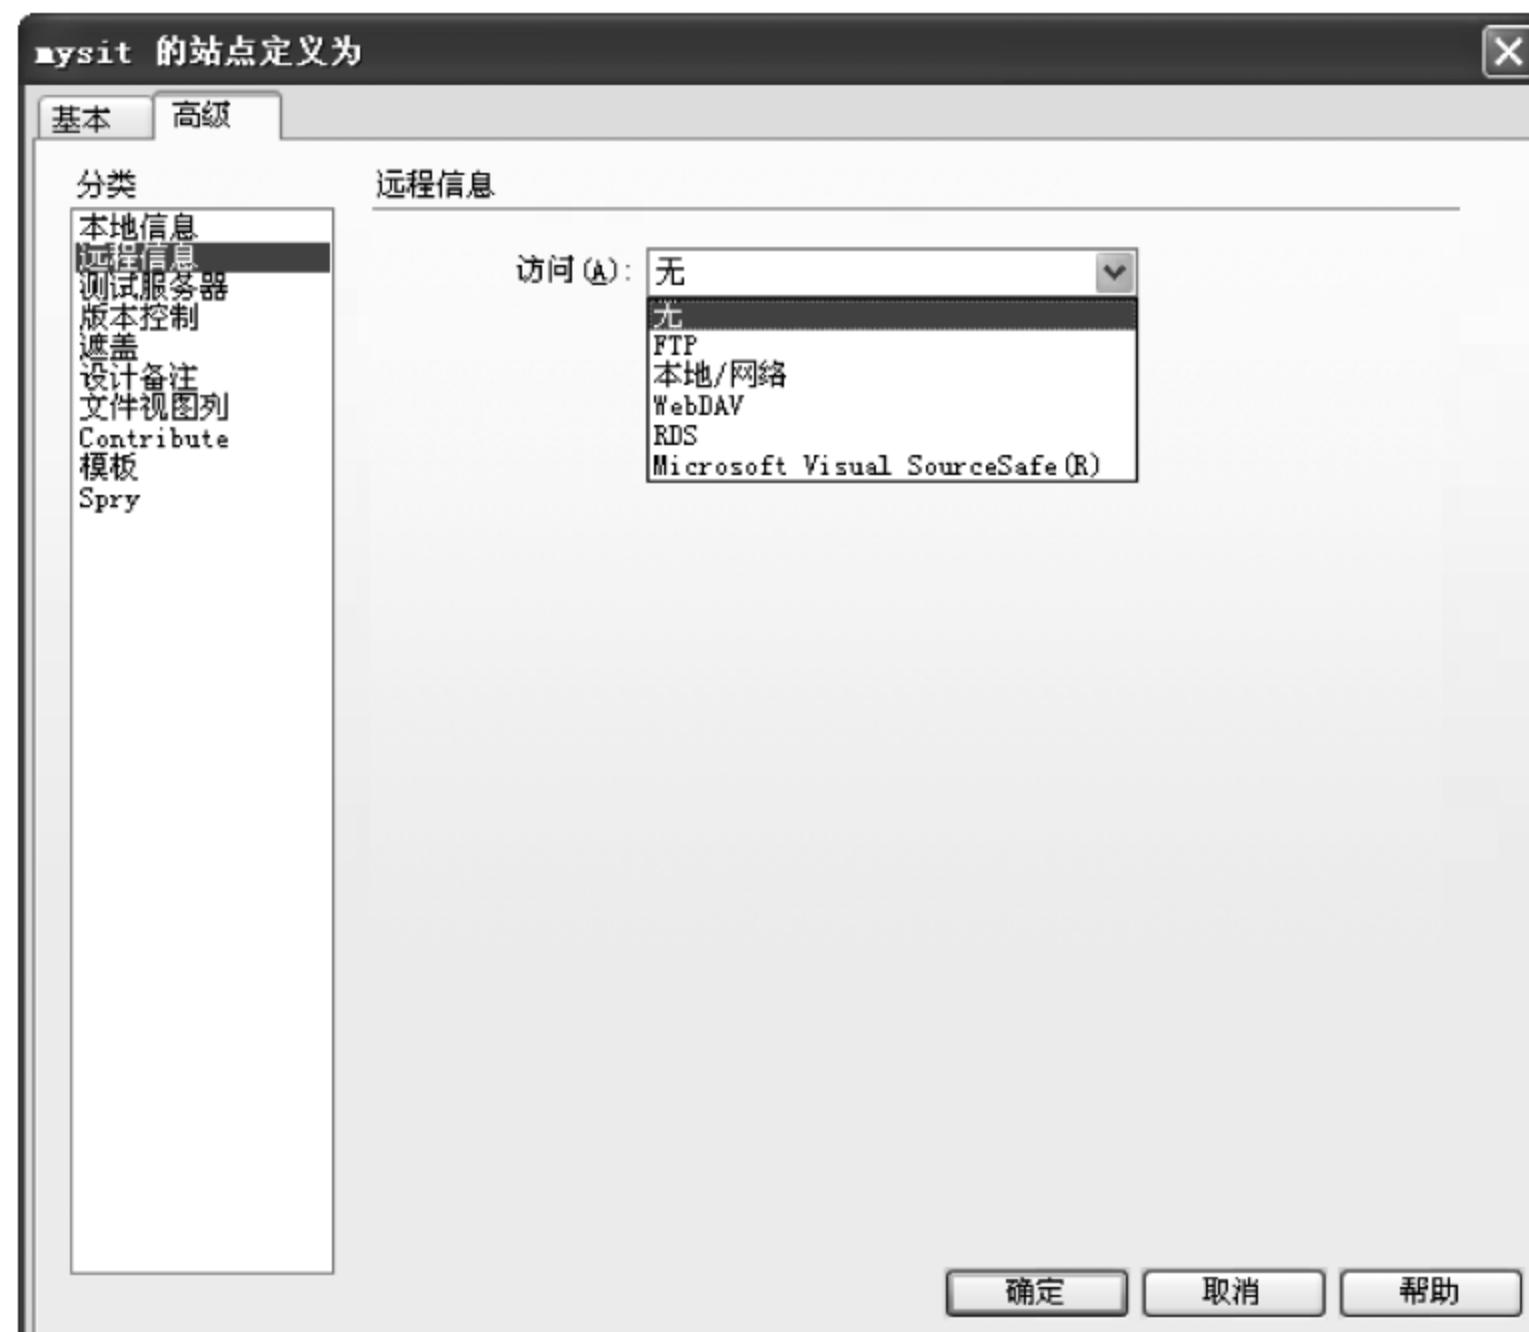 mysit 的站点定义为
基本
高级
分类
远程信息
本地信息
远程信息
测试服务器
版本控制
遮盖
设计备注
文件视图列
Contribute
模板
Spry
访问(A): 无
无
FTP
本地/网络
WebDAV
RDS
Microsoft Visual SourceSafe(R)
确定
取消
帮助